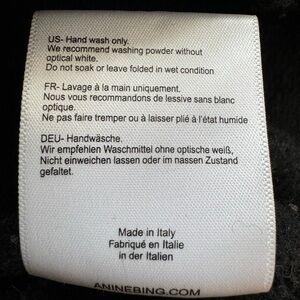 US- Hand wash only.
We recommend washing powder without
optical white.
Do not soak or leave folded in wet condition
FR- Lavage à la main uniquement.
Nous vous recommandons de lessive sans blanc
optique.
Ne pas faire tremper ou à laisser plié à l'état humide
DEU- Handwäsche.
Wir empfehlen Waschmittel ohne optische weiß,
Nicht einweichen lassen oder im nassen Zustand
gefaltet.
Made in Italy
Fabriqué en Italie
in der Italien
ANINEBING.COM